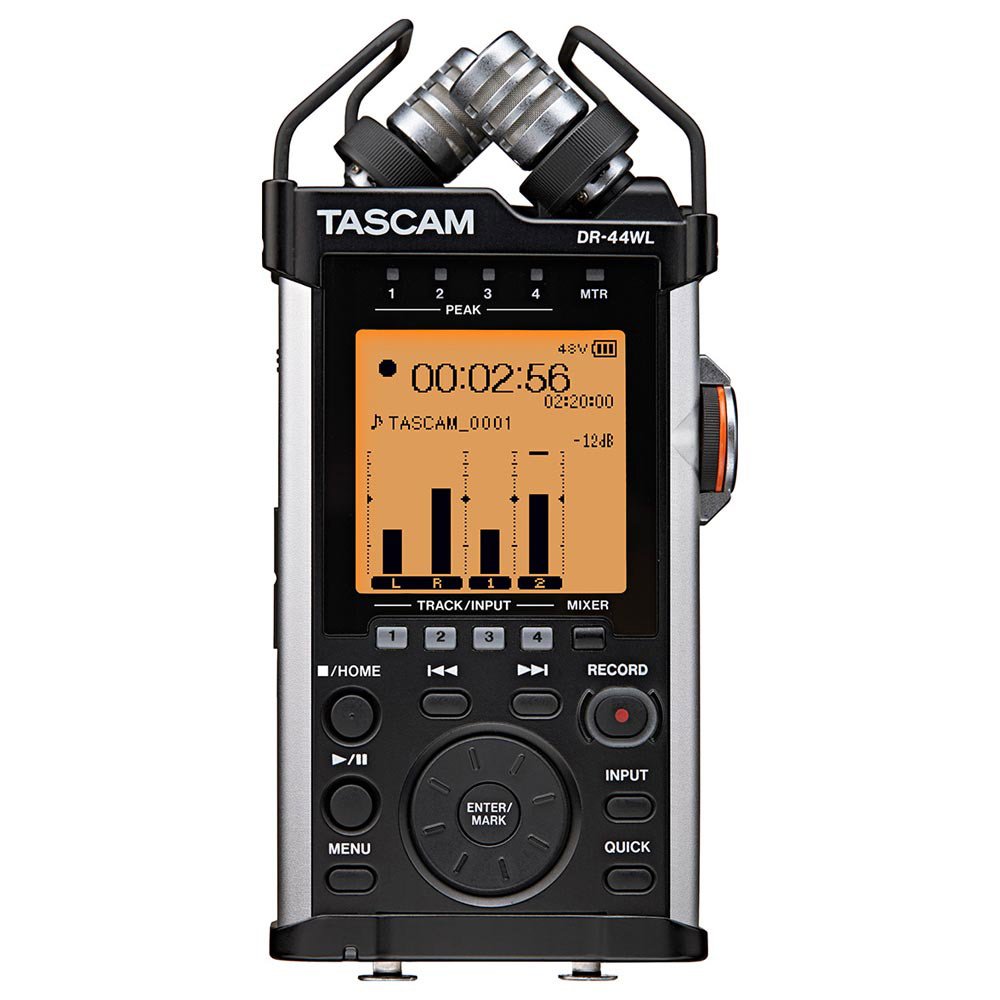 TASCAM
DR-44WL
1 2 3 4 MTR
PEAK
48V
00:02:56
02:20:00
TASCAM_0001
-12dB
L R 1 2
TRACK/INPUT MIXER
1 2 3 4
/HOME RECORD
INPUT
ENTER/
MARK
MENU QUICK